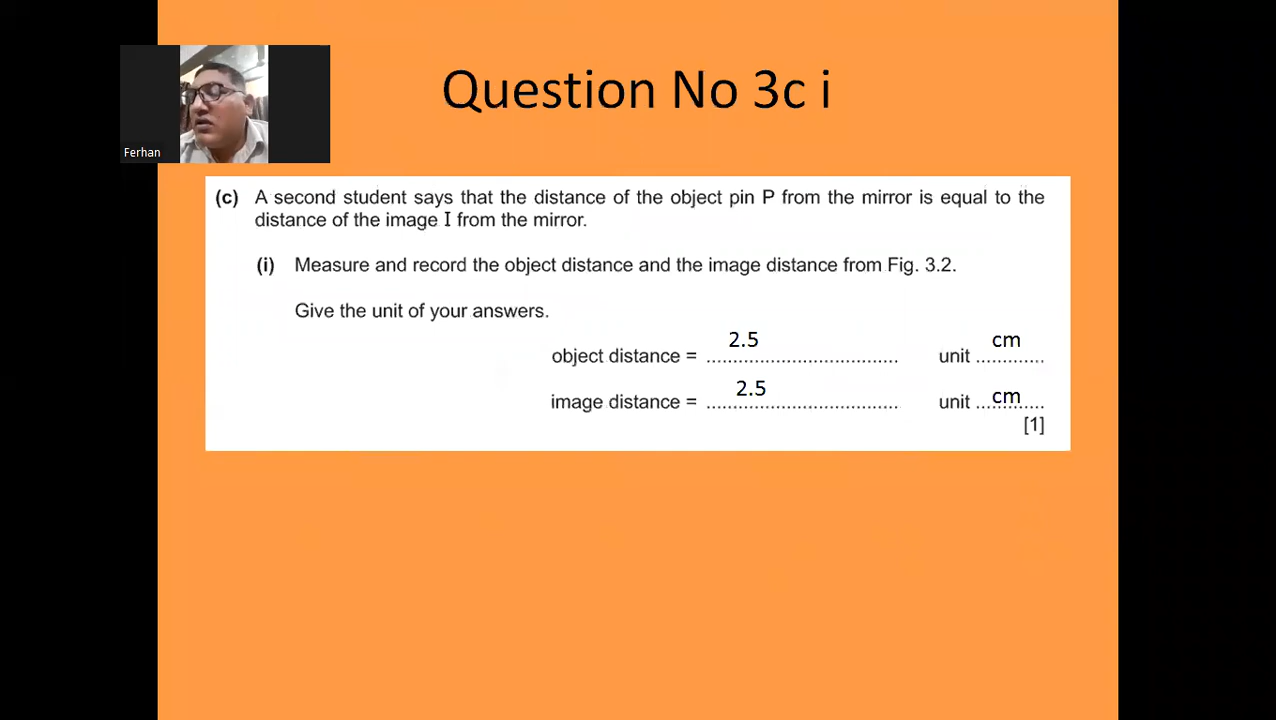 Question No 3c i
Ferhan
(c) A second student says that the distance of the object pin P from the mirror is equal to the
distance of the image I from the mirror.
(i) Measure and record the object distance and the image distance from Fig. 3.2.
Give the unit of your answers.
object distance = 2.5 unit cm
image distance = 2.5 unit cm
[1]